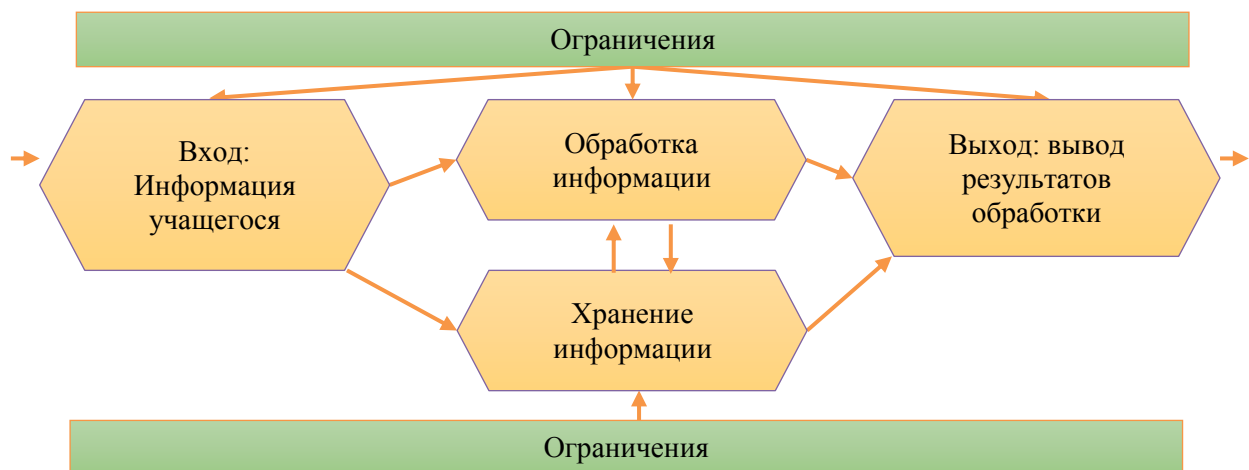 Ограничения
Вход:
Информация
учащегося
Обработка
информации
Выход: вывод
результатов
обработки
Хранение
информации
Ограничения